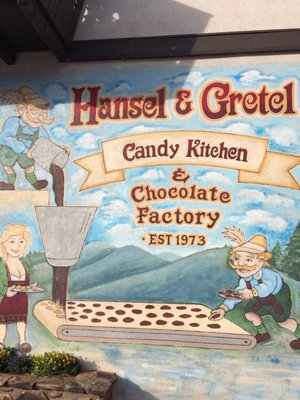 Hansel & Gretel
Candy Kitchen
&
Chocolate
Factory
• EST 1973